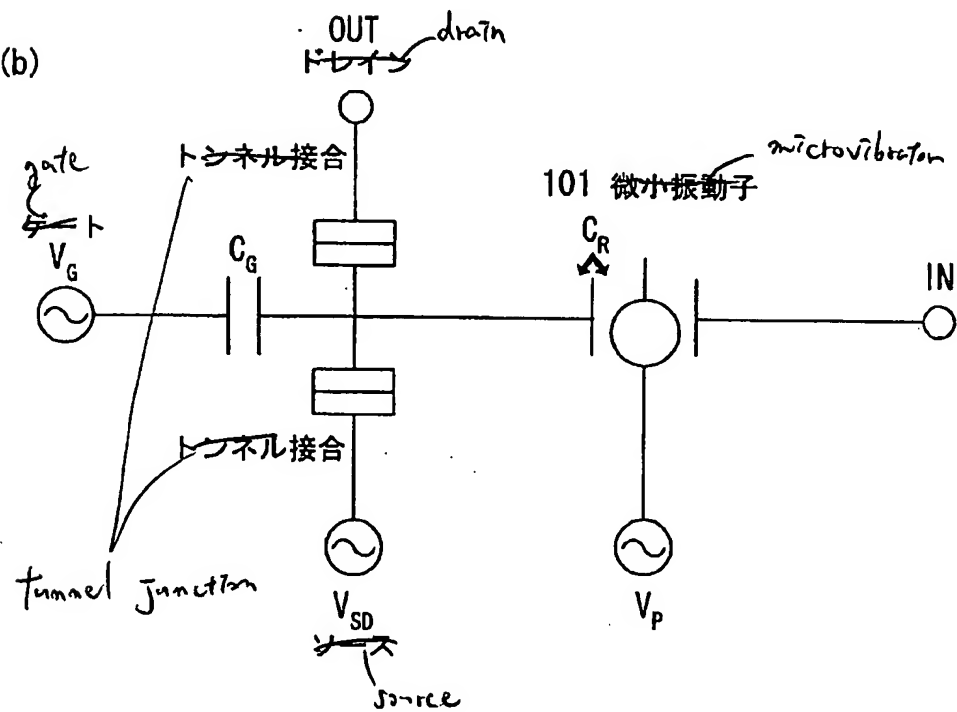 (b)
OUT
drain
ドレイン
トンネル接合
gate
ゲート
V_G
C_G
101 微小振動子
microvibrator
C_R
IN
トンネル接合
tunnel junction
V_SD
ソース
source
V_P